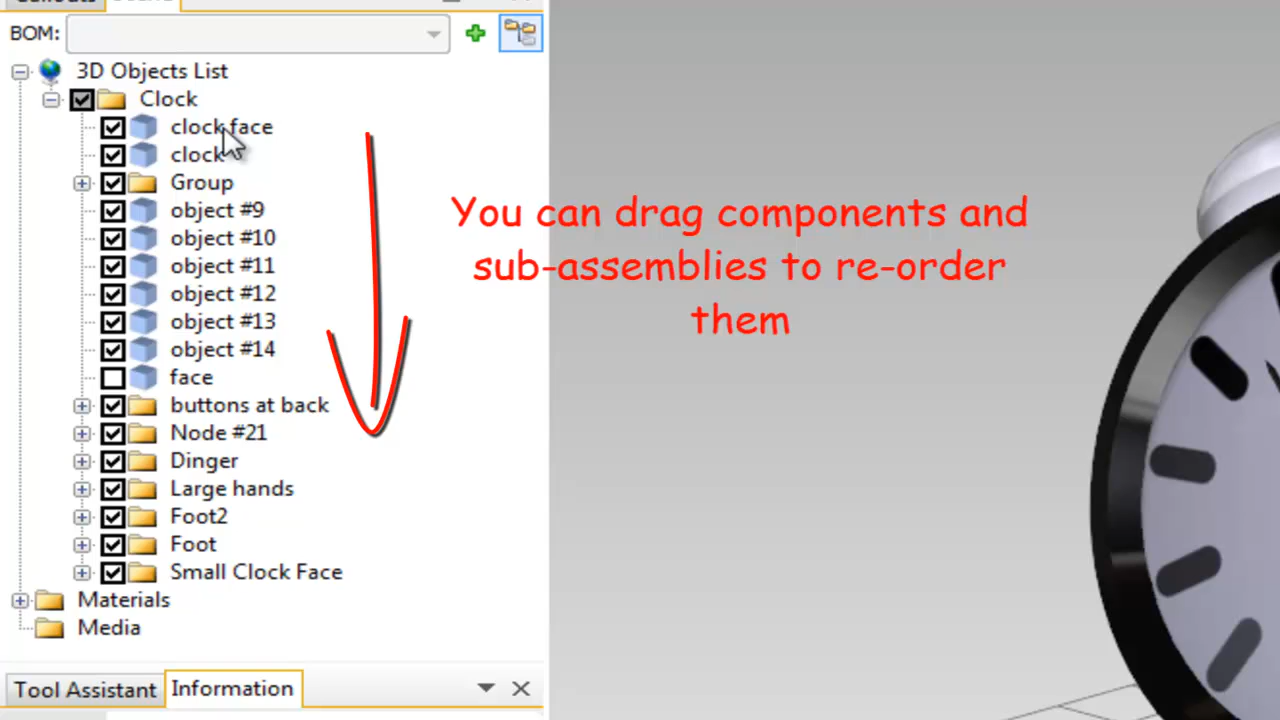 BOM:
3D Objects List
Clock
clock face
clock
Group
object #9
object #10
object #11
object #12
object #13
object #14
face
buttons at back
Node #21
Dinger
Large hands
Foot2
Foot
Small Clock Face
Materials
Media
You can drag components and
sub-assemblies to re-order
them
Tool Assistant
Information